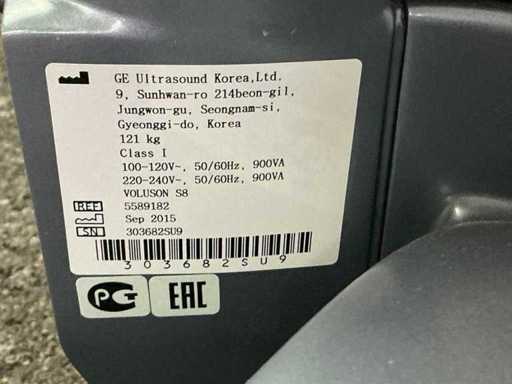 GE Ultrasound Korea,Ltd.
9, Sunhwan-ro 214beon-gil,
Jungwon-gu, Seongnam-si,
Gyeonggi-do, Korea
121 kg
Class I
100-120V~, 50/60Hz, 900VA
220-240V~, 50/60Hz, 900VA
VOLUSON S8
REF 5589182
Sep 2015
SN 303682SU9
303682SU9
PG EAC